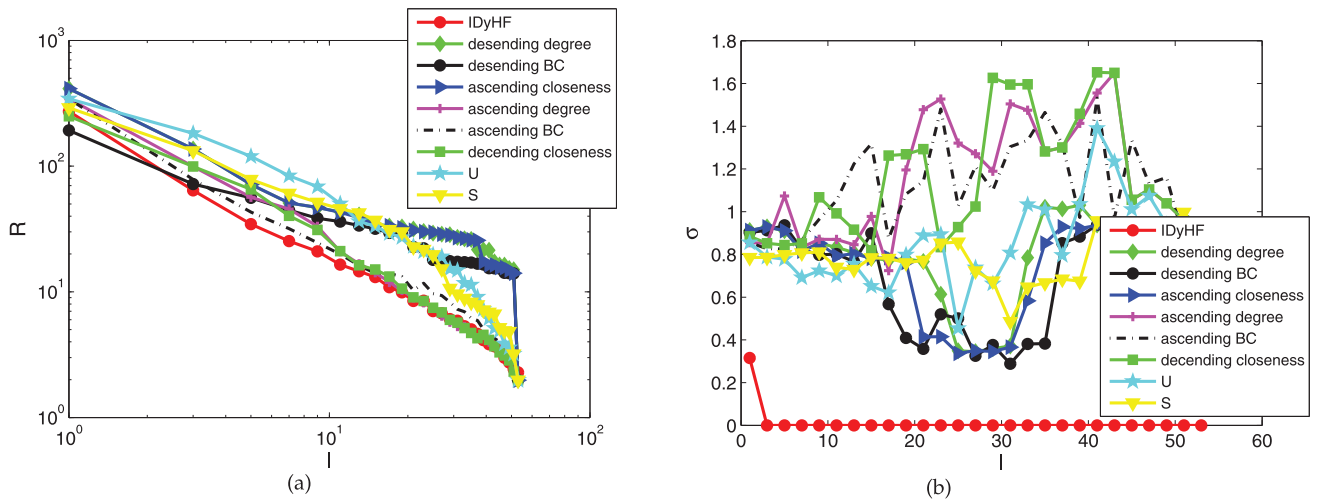 (a)
R
10^3
10^2
10^1
10^0
10^0
10^1
10^2
I
IDyHF
desending degree
desending BC
ascending closeness
ascending degree
ascending BC
decending closeness
U
S
(b)
σ
1.8
1.6
1.4
1.2
1
0.8
0.6
0.4
0.2
0
0
10
20
30
40
50
60
I
IDyHF
desending degree
desending BC
ascending closeness
ascending degree
ascending BC
decending closeness
U
S
(a)
(b)